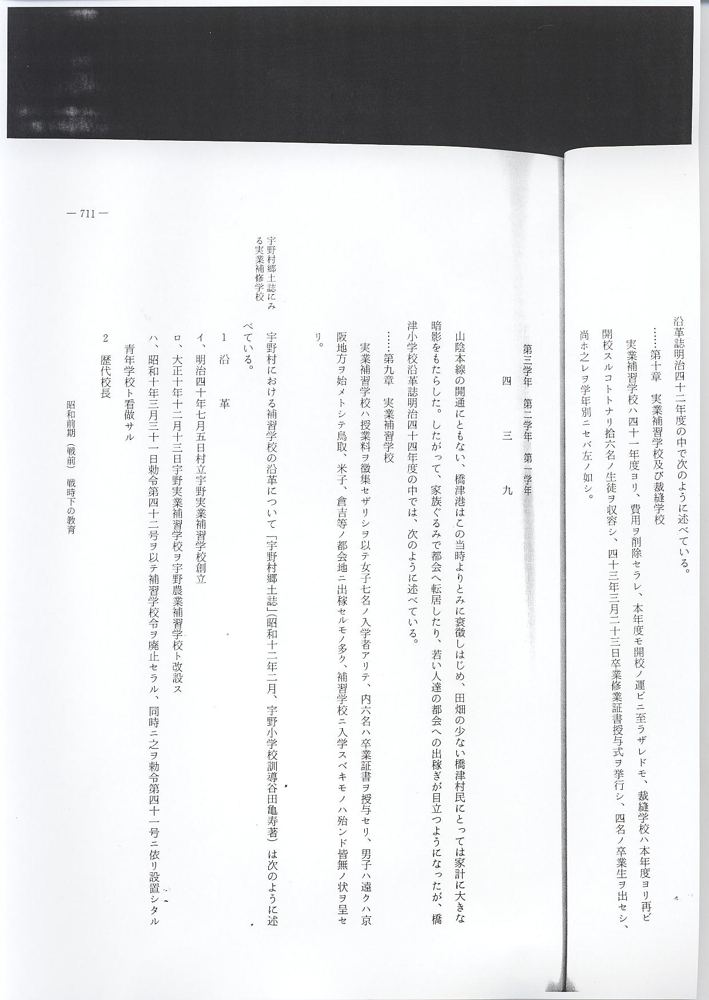 沿革誌明治四十二年度の中で次のように述べている。
……第十章　実業補習学校及び裁縫学校
実業補習学校ハ四十一年度ヨリ、費用ヲ削除セラレ、本年度モ開校ノ運ビニ至ラザレドモ、裁縫学校ハ本年度ヨリ再ビ
開校スルコトトナリ拾六名ノ生徒ヲ収容シ、四十三年三月二十三日卒業修業証書授与式ヲ挙行シ、四名ノ卒業生ヲ出セシ、
尚ホ之レヲ学年別ニセバ左ノ如シ。
第三学年　第二学年　第一学年
四　三　九
山陰本線の開通にともない、橋津港はこの当時よりとみに衰徴しはじめ、田畑の少ない橋津村民にとっては家計に大きな
暗影をもたらした。したがって、家族ぐるみで都会へ転居したり、若い人達の都会への出稼ぎが目立つようになったが、橋
津小学校沿革誌明治四十四年度の中では、次のように述べている。
……第九章　実業補習学校
実業補習学校ハ授業料ヲ徴集セザリシヲ以テ女子七名ノ入学者アリテ、内六名ハ卒業証書ヲ授与セリ、男子ハ遠クハ京
阪地方ヲ始メトシテ鳥取、米子、倉吉等ノ都会地ニ出稼セルモノ多ク、補習学校ニ入学スベキモノハ殆ンド皆無ノ状ヲ呈セ
リ。
宇野村郷土誌にみ
る実業補修学校
宇野村における補習学校の沿革について「宇野村郷土誌」（昭和十二年二月、宇野小学校訓導谷田亀寿著）は次のように述
べている。
1　沿　革
イ、明治四十年七月五日村立宇野実業補習学校創立
ロ、大正十年十二月十三日宇野実業補習学校ヲ宇野農業補習学校ト改設ス
ハ、昭和十年三月三十一日勅令第四十二号ヲ以テ補習学校令ヲ廃止セラル、同時ニ之ヲ勅令第四十一号ニ依リ設置シタル
青年学校ト看做サル
2　歴代校長
昭和前期（戦前）　戦時下の教育
— 711 —